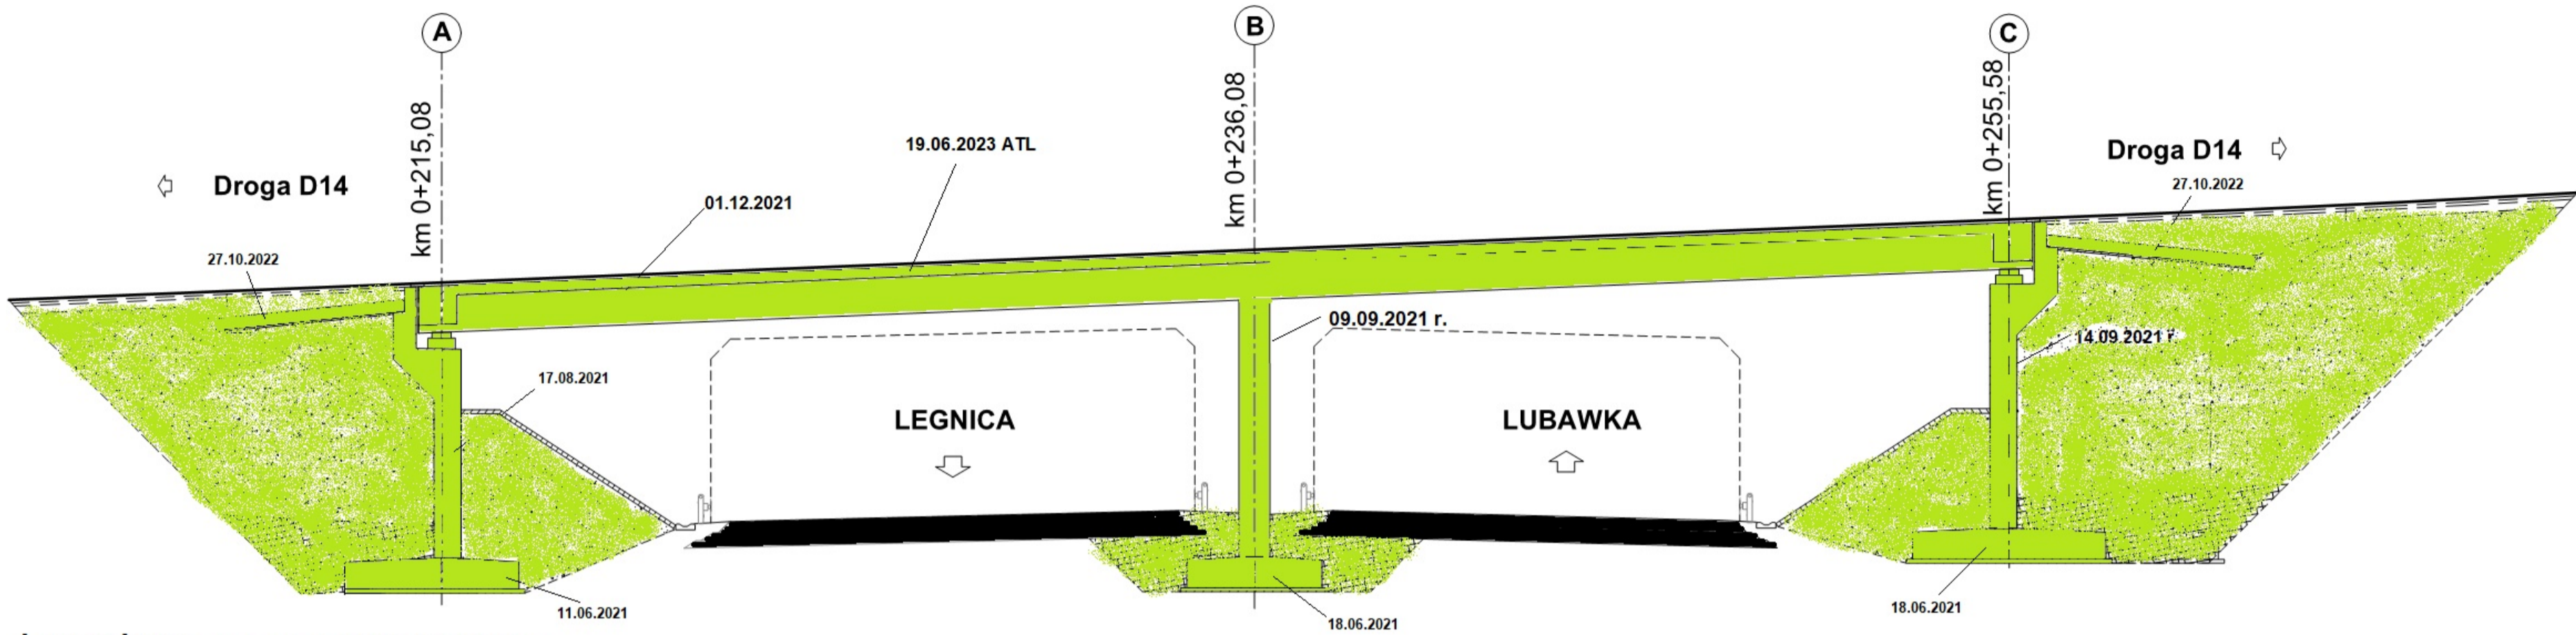 A
B
C
km 0+215,08
km 0+236,08
km 0+255,58
19.06.2023 ATL
Droga D14
Droga D14
27.10.2022
01.12.2021
27.10.2022
09.09.2021 r.
14.09.2021 r
17.08.2021
LEGNICA
LUBAWKA
11.06.2021
18.06.2021
18.06.2021